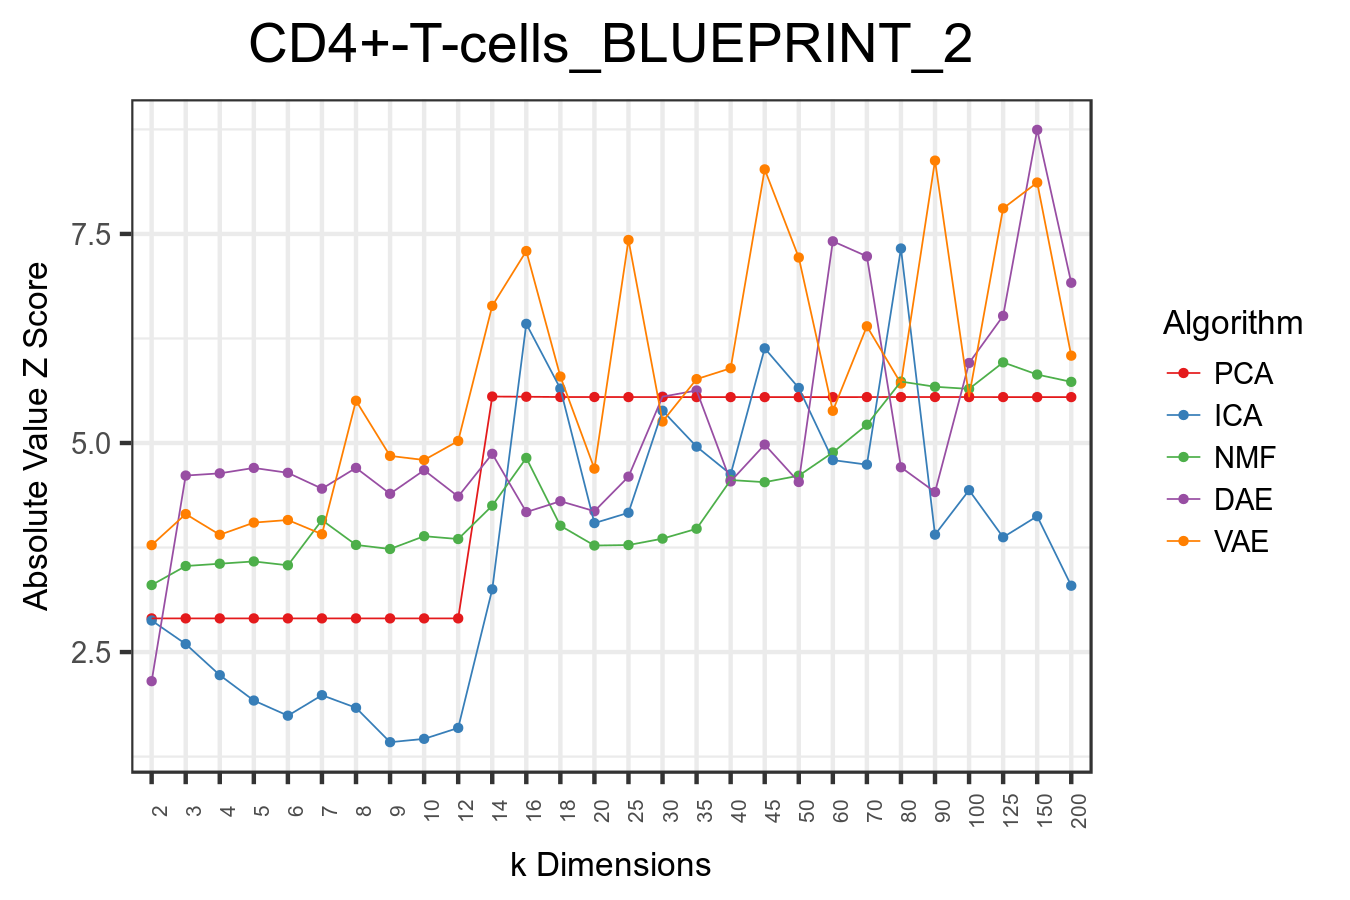 CD4+-T-cells_BLUEPRINT_2
Absolute Value Z Score
7.5
5.0
2.5
2 3 4 5 6 7 8 9 10 12 14 16 18 20 25 30 35 40 45 50 60 70 80 90 100 125 150 200
k Dimensions
Algorithm
PCA
ICA
NMF
DAE
VAE